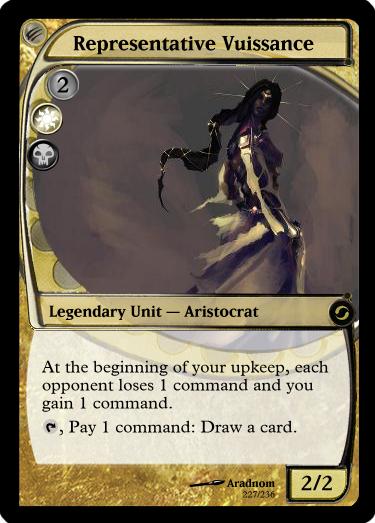 Representative Vuissance
2
Legendary Unit — Aristocrat
At the beginning of your upkeep, each
opponent loses 1 command and you
gain 1 command.
, Pay 1 command: Draw a card.
Aradnom
227/236
2/2